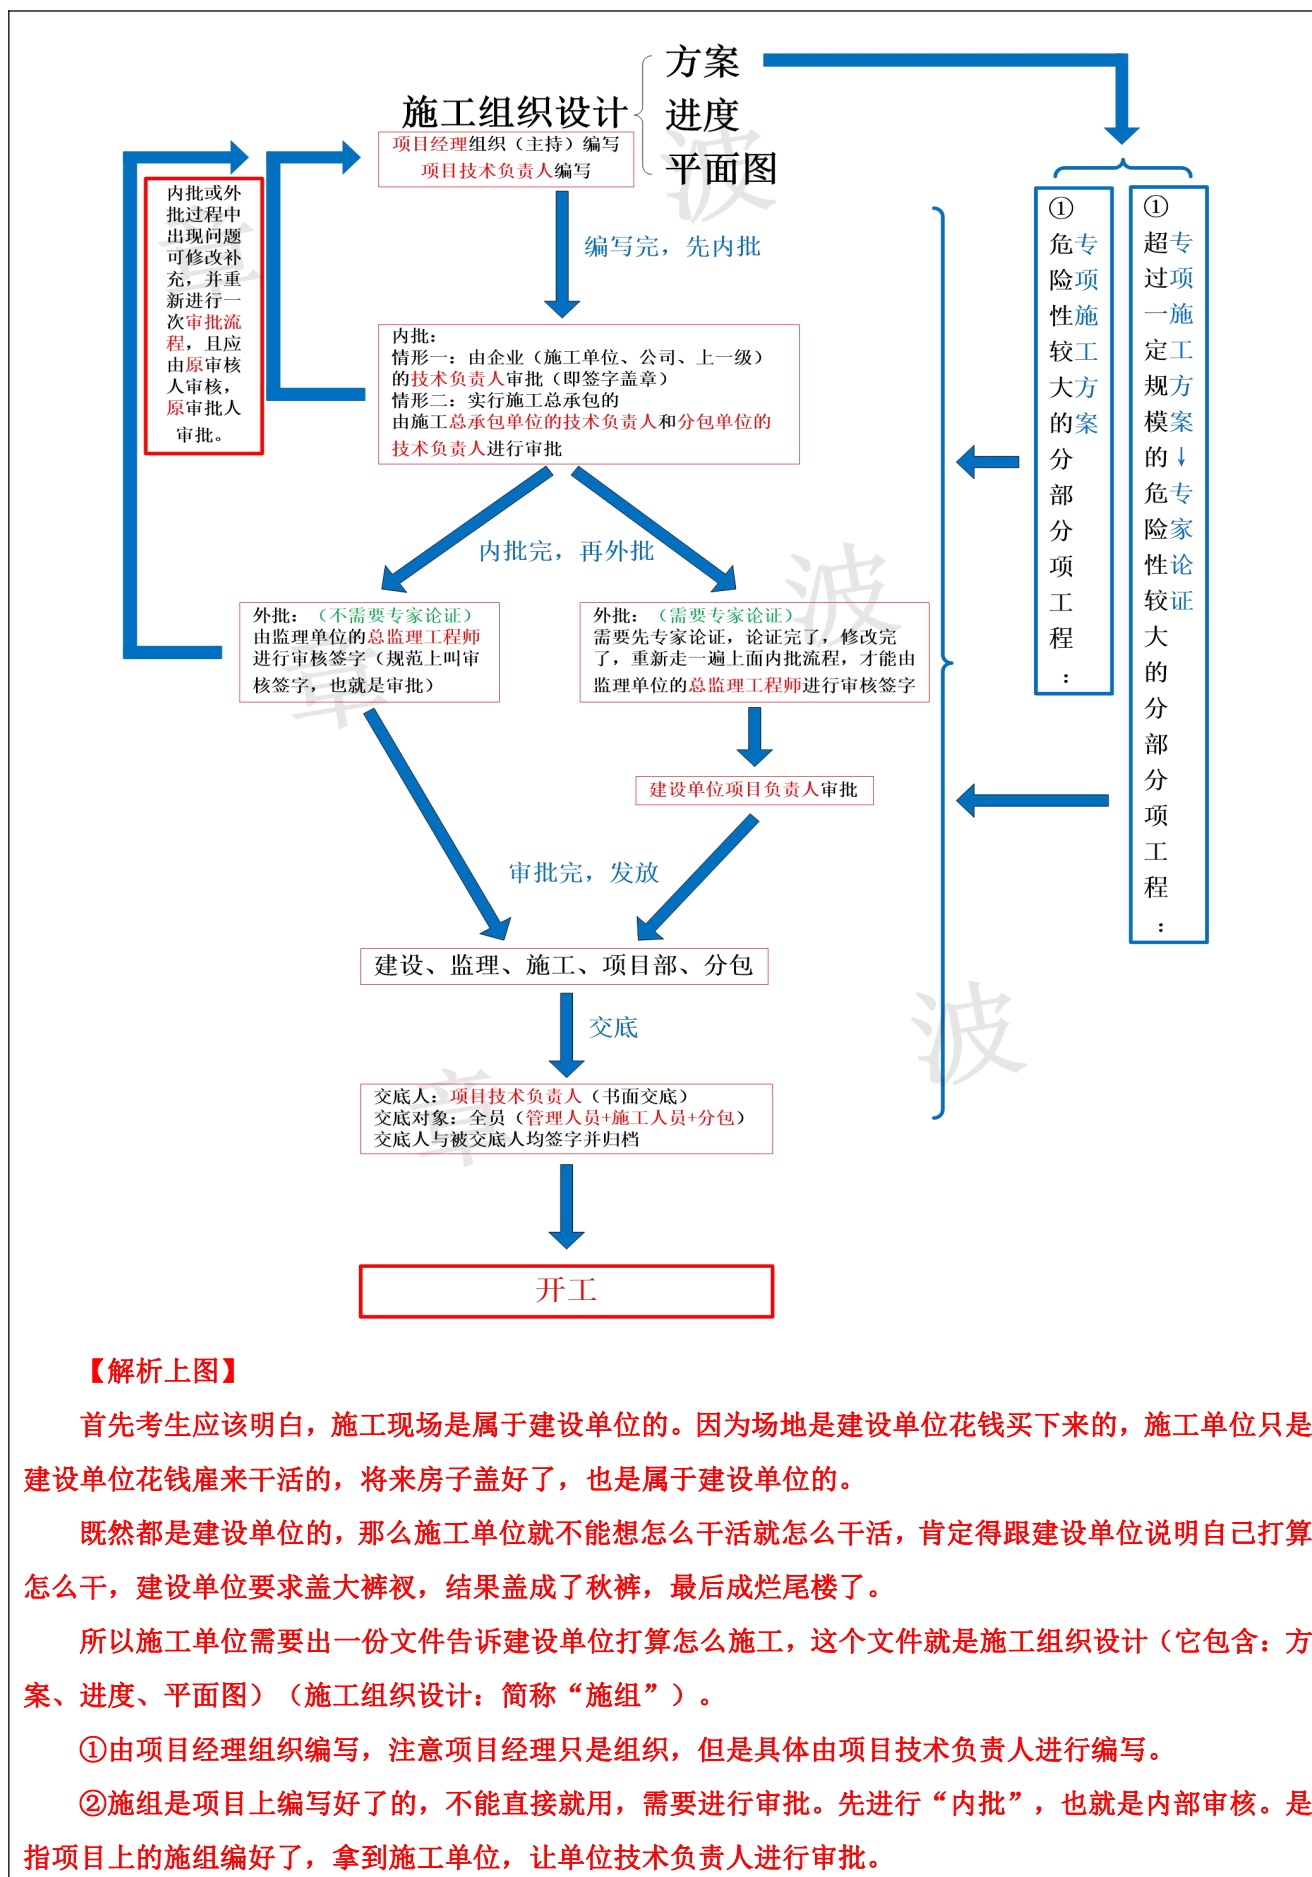 方案
施工组织设计
进度
平面图
项目经理组织（主持）编写
项目技术负责人编写
内批或外
批过程中
出现问题
可修改补
充，并重
新进行一
次审批流
程，且应
由原审核
人审核，
原审批人
审批。
编写完，先内批
内批：
情形一：由企业（施工单位、公司、上一级）
的技术负责人审批（即签字盖章）
情形二：实行施工总承包的
由施工总承包单位的技术负责人和分包单位的
技术负责人进行审批
内批完，再外批
外批：（不需要专家论证）
由监理单位的总监理工程师
进行审核签字（规范上叫审
核签字，也就是审批）
外批：（需要专家论证）
需要先专家论证，论证完了，修改完
了，重新走一遍上面内批流程，才能由
监理单位的总监理工程师进行审核签字
建设单位项目负责人审批
审批完，发放
建设、监理、施工、项目部、分包
交底
交底人：项目技术负责人（书面交底）
交底对象：全员（管理人员+施工人员+分包）
交底人与被交底人均签字并归档
开工
①危险性较大的分部分项工程：
专项施工方案
①超过一定规模的危险性较大的分部分项工程：
专项施工方案↓专家论证
章
波
章
波
章
波
【解析上图】
首先考生应该明白，施工现场是属于建设单位的。因为场地是建设单位花钱买下来的，施工单位只是
建设单位花钱雇来干活的，将来房子盖好了，也是属于建设单位的。
既然都是建设单位的，那么施工单位就不能想怎么干活就怎么干活，肯定得跟建设单位说明自己打算
怎么干，建设单位要求盖大裤衩，结果盖成了秋裤，最后成烂尾楼了。
所以施工单位需要出一份文件告诉建设单位打算怎么施工，这个文件就是施工组织设计（它包含：方
案、进度、平面图）（施工组织设计：简称“施组”）。
①由项目经理组织编写，注意项目经理只是组织，但是具体由项目技术负责人进行编写。
②施组是项目上编写好了的，不能直接就用，需要进行审批。先进行“内批”，也就是内部审核。是
指项目上的施组编好了，拿到施工单位，让单位技术负责人进行审批。